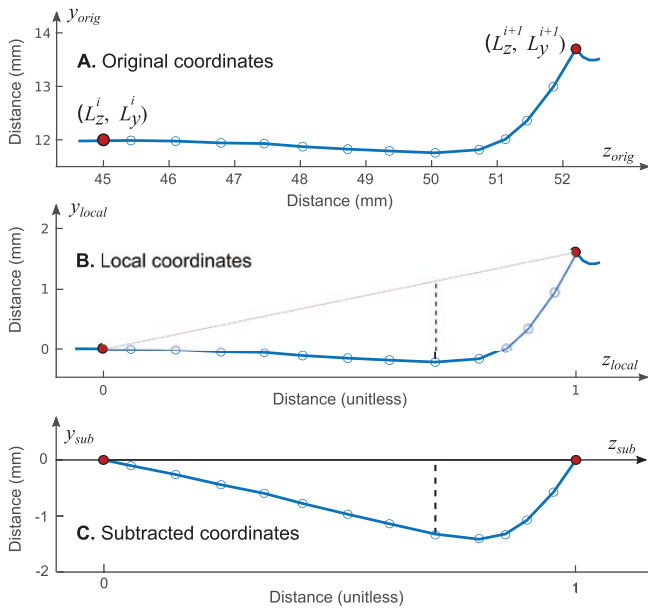 y_orig
14
13
12
Distance (mm)
A. Original coordinates
(L_z^i, L_y^i)
(L_z^{i+1}, L_y^{i+1})
45 46 47 48 49 50 51 52
z_orig
Distance (mm)
y_local
2
1
0
Distance (mm)
B. Local coordinates
z_local
0 1
Distance (unitless)
y_sub
0
-1
-2
Distance (mm)
z_sub
C. Subtracted coordinates
0 1
Distance (unitless)